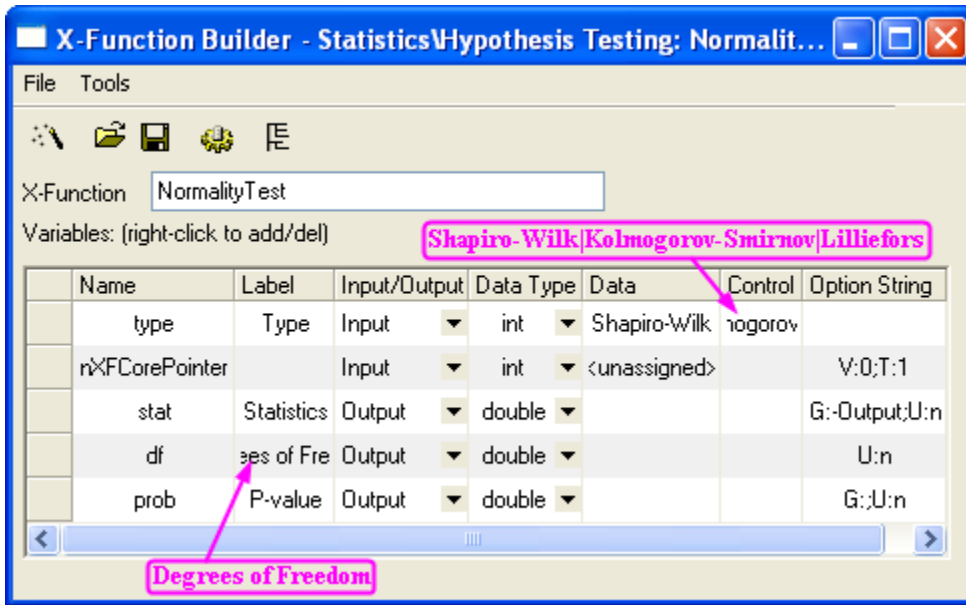 X-Function Builder - Statistics\Hypothesis Testing: Normalit...
File Tools
X-Function NormalityTest
Variables: (right-click to add/del)
Shapiro-Wilk|Kolmogorov-Smirnov|Lilliefors
Name Label Input/Output Data Type Data Control Option String
type Type Input int Shapiro-Wilk nogorov
nXFCorePointer Input int <unassigned> V:0;T:1
stat Statistics Output double G:-Output;U:n
df ees of Fre Output double U:n
prob P-value Output double G:;U:n
Degrees of Freedom